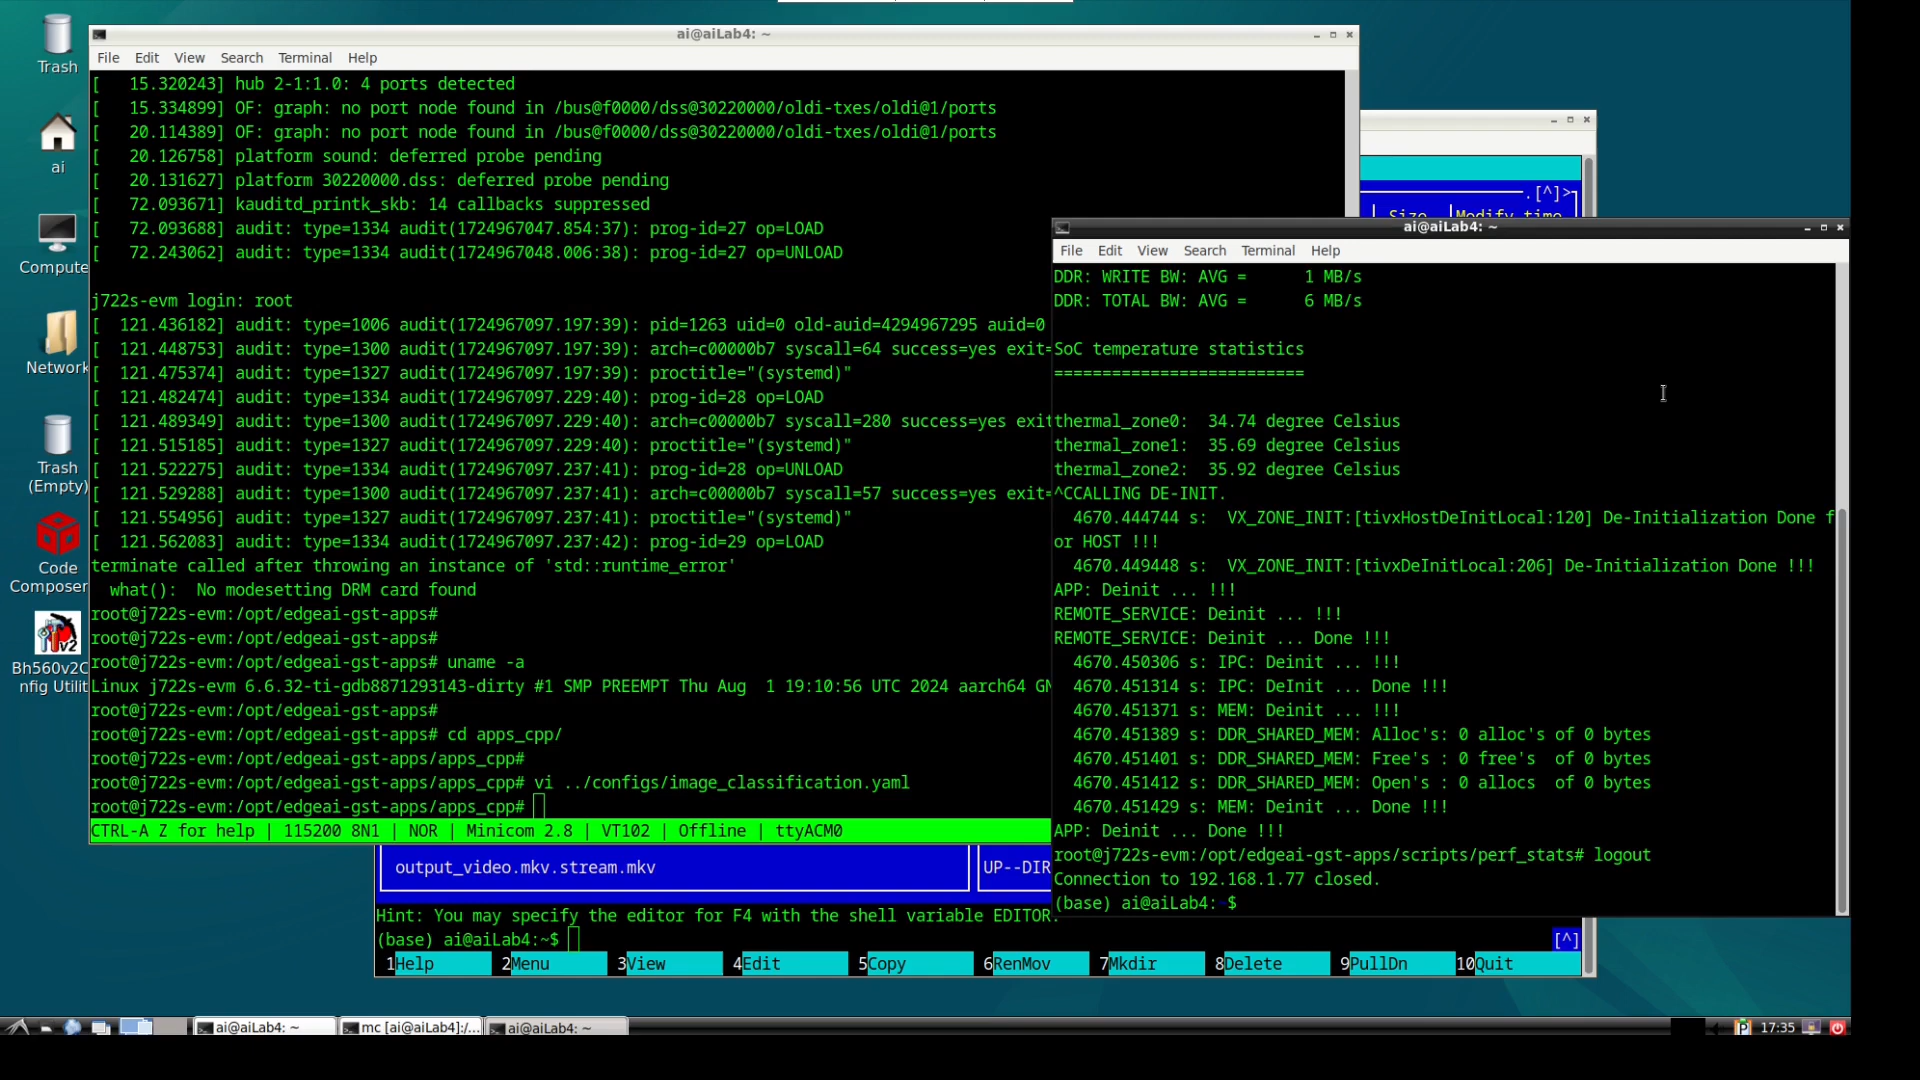 Trash
ai
Compute
Network
Trash
(Empty)
Code
Composer
Bh560v2C
nfig Utilit
ai@aiLab4: ~
File Edit View Search Terminal Help
[   15.320243] hub 2-1:1.0: 4 ports detected
[   15.334899] OF: graph: no port node found in /bus@f0000/dss@30220000/oldi-txes/oldi@1/ports
[   20.114389] OF: graph: no port node found in /bus@f0000/dss@30220000/oldi-txes/oldi@1/ports
[   20.126758] platform sound: deferred probe pending
[   20.131627] platform 30220000.dss: deferred probe pending
[   72.093671] kauditd_printk_skb: 14 callbacks suppressed
[   72.093688] audit: type=1334 audit(1724967047.854:37): prog-id=27 op=LOAD
[   72.243062] audit: type=1334 audit(1724967048.006:38): prog-id=27 op=UNLOAD
j722s-evm login: root
[  121.436182] audit: type=1006 audit(1724967097.197:39): pid=1263 uid=0 old-auid=4294967295 auid=0
[  121.448753] audit: type=1300 audit(1724967097.197:39): arch=c00000b7 syscall=64 success=yes exit=
[  121.475374] audit: type=1327 audit(1724967097.197:39): proctitle="(systemd)"
[  121.482474] audit: type=1334 audit(1724967097.229:40): prog-id=28 op=LOAD
[  121.489349] audit: type=1300 audit(1724967097.229:40): arch=c00000b7 syscall=280 success=yes exit
[  121.515185] audit: type=1327 audit(1724967097.229:40): proctitle="(systemd)"
[  121.522275] audit: type=1334 audit(1724967097.237:41): prog-id=28 op=UNLOAD
[  121.529288] audit: type=1300 audit(1724967097.237:41): arch=c00000b7 syscall=57 success=yes exit=
[  121.554956] audit: type=1327 audit(1724967097.237:41): proctitle="(systemd)"
[  121.562083] audit: type=1334 audit(1724967097.237:42): prog-id=29 op=LOAD
terminate called after throwing an instance of 'std::runtime_error'
  what():  No modesetting DRM card found
root@j722s-evm:/opt/edgeai-gst-apps#
root@j722s-evm:/opt/edgeai-gst-apps#
root@j722s-evm:/opt/edgeai-gst-apps# uname -a
Linux j722s-evm 6.6.32-ti-gdb8871293143-dirty #1 SMP PREEMPT Thu Aug  1 19:10:56 UTC 2024 aarch64 GN
root@j722s-evm:/opt/edgeai-gst-apps#
root@j722s-evm:/opt/edgeai-gst-apps# cd apps_cpp/
root@j722s-evm:/opt/edgeai-gst-apps/apps_cpp#
root@j722s-evm:/opt/edgeai-gst-apps/apps_cpp# vi ../configs/image_classification.yaml
root@j722s-evm:/opt/edgeai-gst-apps/apps_cpp#
CTRL-A Z for help | 115200 8N1 | NOR | Minicom 2.8 | VT102 | Offline | ttyACM0
.[^]>
Size Modify time
ai@aiLab4: ~
File Edit View Search Terminal Help
DDR: WRITE BW: AVG =      1 MB/s
DDR: TOTAL BW: AVG =      6 MB/s
SoC temperature statistics
==========================
thermal_zone0:  34.74 degree Celsius
thermal_zone1:  35.69 degree Celsius
thermal_zone2:  35.92 degree Celsius
^CCALLING DE-INIT.
  4670.444744 s:  VX_ZONE_INIT:[tivxHostDeInitLocal:120] De-Initialization Done f
or HOST !!!
  4670.449448 s:  VX_ZONE_INIT:[tivxDeInitLocal:206] De-Initialization Done !!!
APP: Deinit ... !!!
REMOTE_SERVICE: Deinit ... !!!
REMOTE_SERVICE: Deinit ... Done !!!
  4670.450306 s: IPC: Deinit ... !!!
  4670.451314 s: IPC: DeInit ... Done !!!
  4670.451371 s: MEM: Deinit ... !!!
  4670.451389 s: DDR_SHARED_MEM: Alloc's: 0 alloc's of 0 bytes
  4670.451401 s: DDR_SHARED_MEM: Free's : 0 free's  of 0 bytes
  4670.451412 s: DDR_SHARED_MEM: Open's : 0 allocs  of 0 bytes
  4670.451429 s: MEM: Deinit ... Done !!!
APP: Deinit ... Done !!!
root@j722s-evm:/opt/edgeai-gst-apps/scripts/perf_stats# logout
Connection to 192.168.1.77 closed.
(base) ai@aiLab4:~$
output_video.mkv.stream.mkv UP--DIR
Hint: You may specify the editor for F4 with the shell variable EDITOR.
(base) ai@aiLab4:~$ [^]
1Help 2Menu 3View 4Edit 5Copy 6RenMov 7Mkdir 8Delete 9PullDn 10Quit
ai@aiLab4: ~ mc [ai@aiLab4]:/... ai@aiLab4: ~ P 17:35